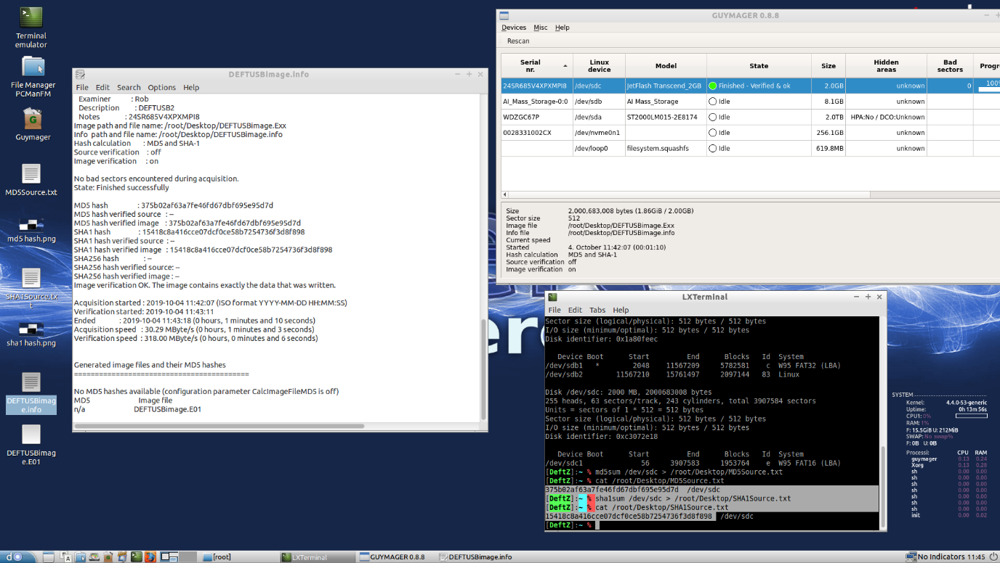 Terminal
emulator
File Manager
PCManFM
Guymager
MD5Source.txt
md5 hash.png
SHA1Source.tx
t
sha1 hash.png
DEFTUSBimag
e.info
DEFTUSBimag
e.E01
DEFTUSBimage.info
File Edit Search Options Help
Examiner : Rob
Description : DEFTUSB2
Notes : 24SR685V4XPXMPI8
Image path and file name: /root/Desktop/DEFTUSBimage.Exx
Info path and file name: /root/Desktop/DEFTUSBimage.info
Hash calculation : MD5 and SHA-1
Source verification : off
Image verification : on
No bad sectors encountered during acquisition.
State: Finished successfully
MD5 hash : 375b02af63a7fe46fd67dbf695e95d7d
MD5 hash verified source : --
MD5 hash verified image : 375b02af63a7fe46fd67dbf695e95d7d
SHA1 hash : 15418c8a416cce07dcf0ce58b7254736f3d8f898
SHA1 hash verified source : --
SHA1 hash verified image : 15418c8a416cce07dcf0ce58b7254736f3d8f898
SHA256 hash : --
SHA256 hash verified source: --
SHA256 hash verified image : --
Image verification OK. The image contains exactly the data that was written.
Acquisition started : 2019-10-04 11:42:07 (ISO format YYYY-MM-DD HH:MM:SS)
Verification started: 2019-10-04 11:43:11
Ended : 2019-10-04 11:43:18 (0 hours, 1 minutes and 10 seconds)
Acquisition speed : 30.29 MByte/s (0 hours, 1 minutes and 3 seconds)
Verification speed : 318.00 MByte/s (0 hours, 0 minutes and 6 seconds)
Generated image files and their MD5 hashes
==========================================
No MD5 hashes available (configuration parameter CalcImageFileMD5 is off)
MD5 Image file
n/a DEFTUSBimage.E01
GUYMAGER 0.8.8
Devices Misc Help
Rescan
Serial nr. Linux device Model State Size Hidden areas Bad sectors Progre
24SR685V4XPXMPI8 /dev/sdc JetFlash Transcend_2GB Finished - Verified & ok 2.0GB unknown 0 100%
AI_Mass_Storage-0:0 /dev/sdb AI Mass_Storage Idle 8.1GB unknown
WDZGC67P /dev/sda ST2000LM015-2E8174 Idle 2.0TB HPA:No / DCO:Unknown
0028331002CX /dev/nvme0n1 Idle 256.1GB unknown
/dev/loop0 filesystem.squashfs Idle 619.8MB unknown
Size 2,000,683,008 bytes (1.86GiB / 2.00GB)
Sector size 512
Image file /root/Desktop/DEFTUSBimage.Exx
Info file /root/Desktop/DEFTUSBimage.info
Current speed
Started 4. October 11:42:07 (00:01:10)
Hash calculation MD5 and SHA-1
Source verification off
Image verification on
LXTerminal
File Edit Tabs Help
Sector size (logical/physical): 512 bytes / 512 bytes
I/O size (minimum/optimal): 512 bytes / 512 bytes
Disk identifier: 0x1a80feec
Device Boot Start End Blocks Id System
/dev/sdb1 * 2048 11567209 5782581 c W95 FAT32 (LBA)
/dev/sdb2 11567210 15761497 2097144 83 Linux
Disk /dev/sdc: 2000 MB, 2000683008 bytes
255 heads, 63 sectors/track, 243 cylinders, total 3907584 sectors
Units = sectors of 1 * 512 = 512 bytes
Sector size (logical/physical): 512 bytes / 512 bytes
I/O size (minimum/optimal): 512 bytes / 512 bytes
Disk identifier: 0xc3072e18
Device Boot Start End Blocks Id System
/dev/sdc1 56 3907583 1953764 e W95 FAT16 (LBA)
[DeftZ]:~ % md5sum /dev/sdc > /root/Desktop/MD5Source.txt
[DeftZ]:~ % cat /root/Desktop/MD5Source.txt
375b02af63a7fe46fd67dbf695e95d7d /dev/sdc
[DeftZ]:~ % sha1sum /dev/sdc > /root/Desktop/SHA1Source.txt
[DeftZ]:~ % cat /root/Desktop/SHA1Source.txt
15418c8a416cce07dcf0ce58b7254736f3d8f898 /dev/sdc
[DeftZ]:~ %
SYSTEM
Kernel: 4.4.0-53-generic
Uptime: 0h 13m 56s
CPU1: 0%
RAM: 1%
F: 15.5GiB U: 212MiB
SWAP: No swap%
F: 0B U: 0B
Processi: CPU RAM
guymager 0.13 0.24
Xorg 0.13 0.28
sh 0.00 0.00
sh 0.00 0.00
sh 0.00 0.00
sh 0.00 0.00
sh 0.00 0.00
sh 0.00 0.00
init 0.00 0.02
[root] LXTerminal GUYMAGER 0.8.8 DEFTUSBimage.info No Indicators 11:45